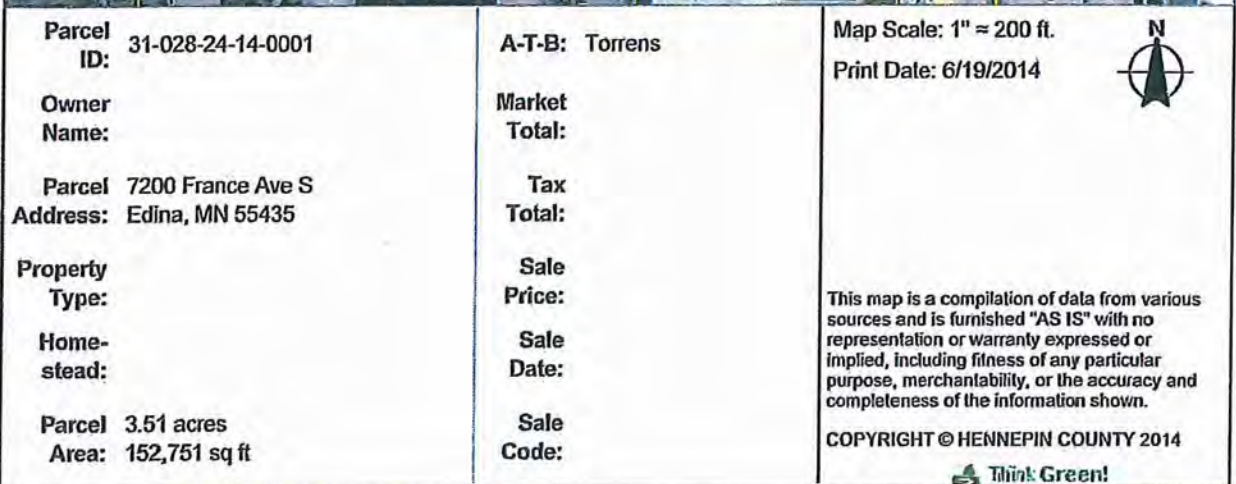 Parcel ID: 31-028-24-14-0001
Owner Name:
Parcel Address: 7200 France Ave S
Edina, MN 55435
Property Type:
Home-stead:
Parcel Area: 3.51 acres
152,751 sq ft
A-T-B: Torrens
Market Total:
Tax Total:
Sale Price:
Sale Date:
Sale Code:
Map Scale: 1" ≈ 200 ft.
N
Print Date: 6/19/2014
This map is a compilation of data from various
sources and is furnished "AS IS" with no
representation or warranty expressed or
implied, including fitness of any particular
purpose, merchantability, or the accuracy and
completeness of the information shown.
COPYRIGHT © HENNEPIN COUNTY 2014
Think Green!